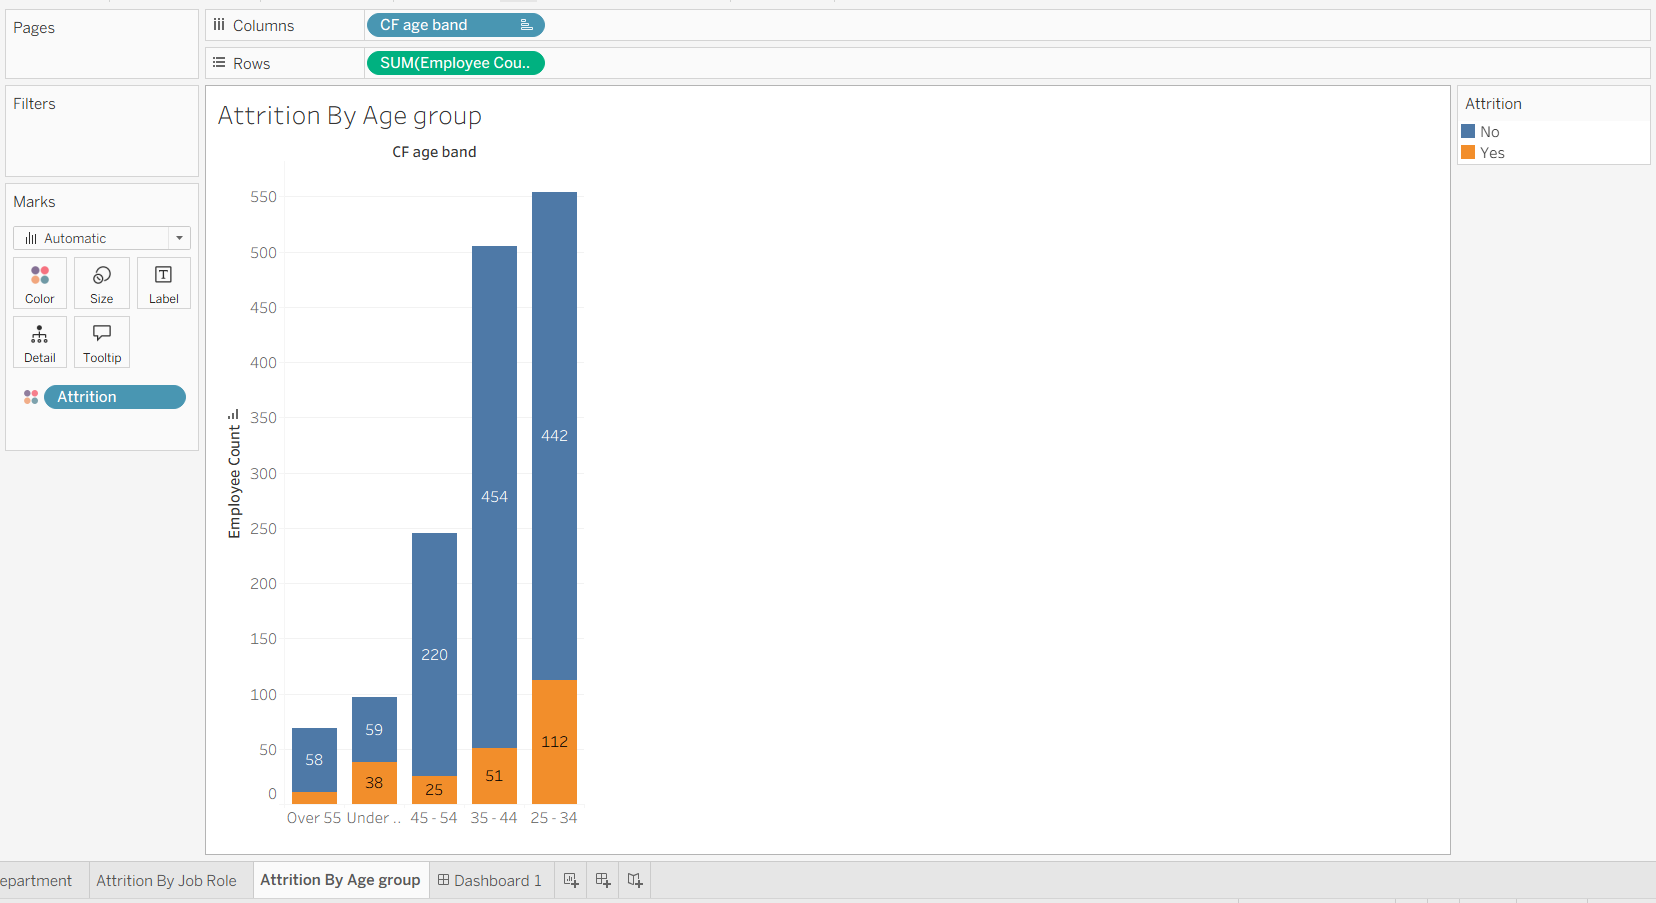 Pages
Columns
CF age band
Rows
SUM(Employee Cou..
Filters
Marks
Automatic
Color
Size
Label
Detail
Tooltip
Attrition
Attrition By Age group
CF age band
Employee Count
550
500
450
400
350
300
250
200
150
100
50
0
58
59
38
220
25
454
51
442
112
Over 55
Under ..
45 - 54
35 - 44
25 - 34
Attrition
No
Yes
epartment
Attrition By Job Role
Attrition By Age group
Dashboard 1